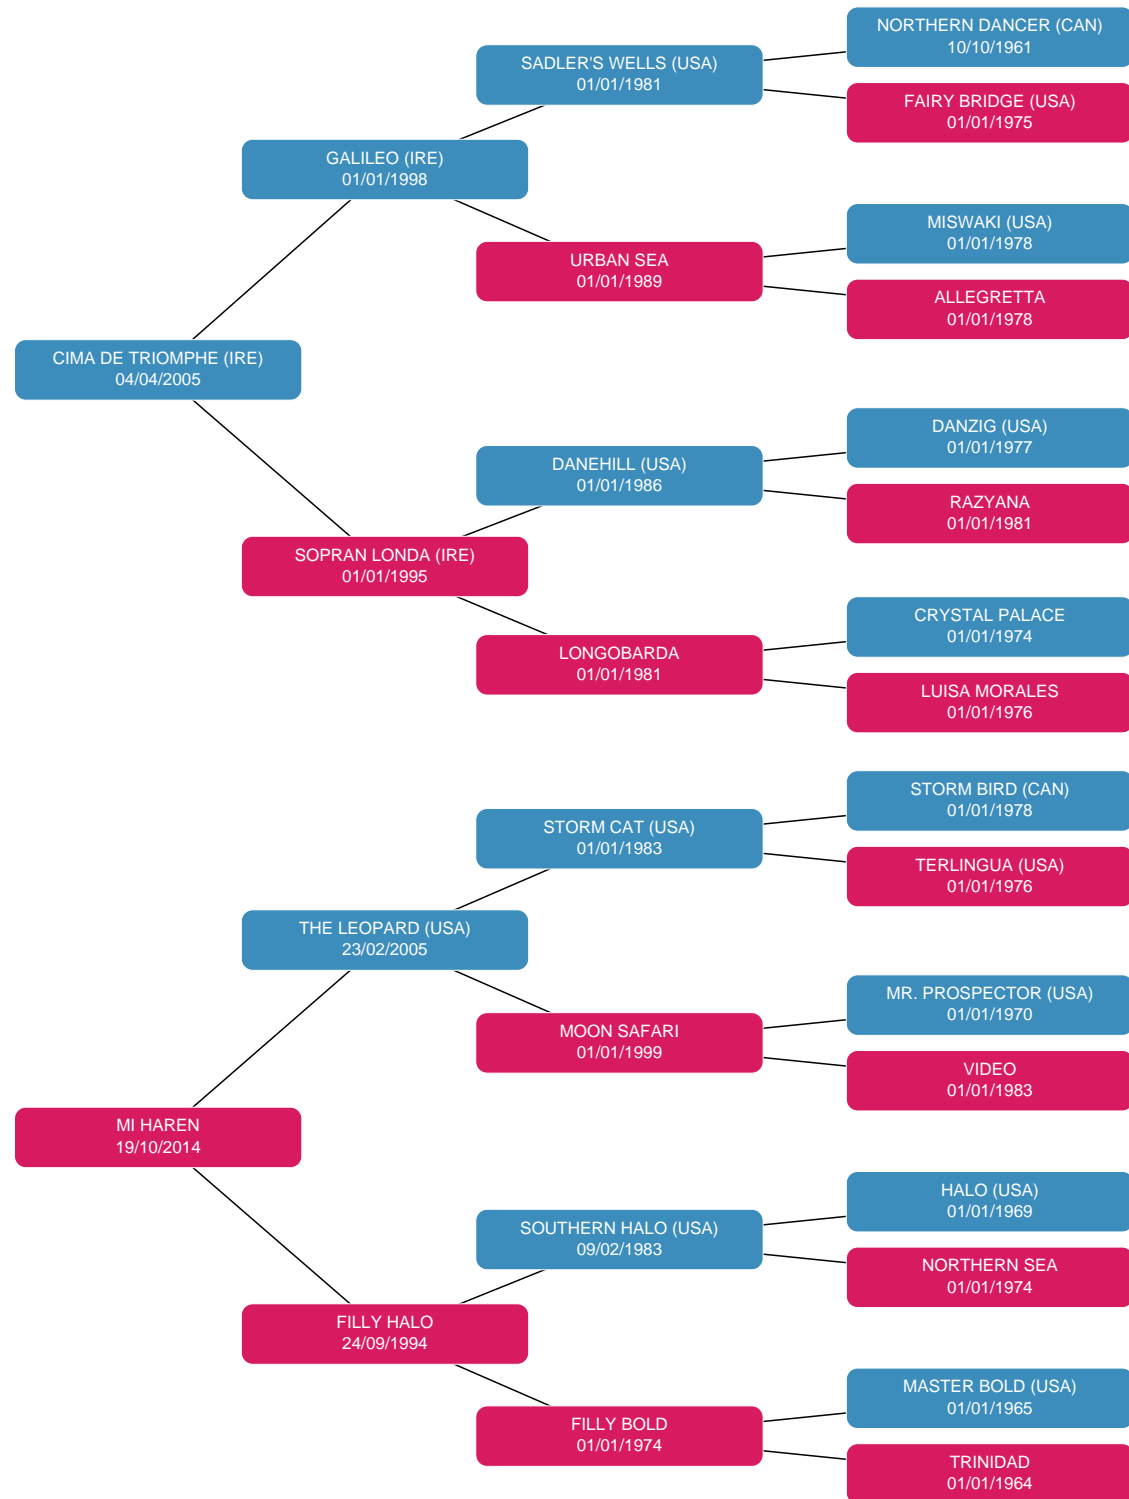 NORTHERN DANCER (CAN)
10/10/1961
SADLER'S WELLS (USA)
01/01/1981
FAIRY BRIDGE (USA)
01/01/1975
GALILEO (IRE)
01/01/1998
MISWAKI (USA)
01/01/1978
URBAN SEA
01/01/1989
ALLEGRETTA
01/01/1978
CIMA DE TRIOMPHE (IRE)
04/04/2005
DANZIG (USA)
01/01/1977
DANEHILL (USA)
01/01/1986
RAZYANA
01/01/1981
SOPRAN LONDA (IRE)
01/01/1995
CRYSTAL PALACE
01/01/1974
LONGOBARDA
01/01/1981
LUISA MORALES
01/01/1976
STORM BIRD (CAN)
01/01/1978
STORM CAT (USA)
01/01/1983
TERLINGUA (USA)
01/01/1976
THE LEOPARD (USA)
23/02/2005
MR. PROSPECTOR (USA)
01/01/1970
MOON SAFARI
01/01/1999
VIDEO
01/01/1983
MI HAREN
19/10/2014
HALO (USA)
01/01/1969
SOUTHERN HALO (USA)
09/02/1983
NORTHERN SEA
01/01/1974
FILLY HALO
24/09/1994
MASTER BOLD (USA)
01/01/1965
FILLY BOLD
01/01/1974
TRINIDAD
01/01/1964